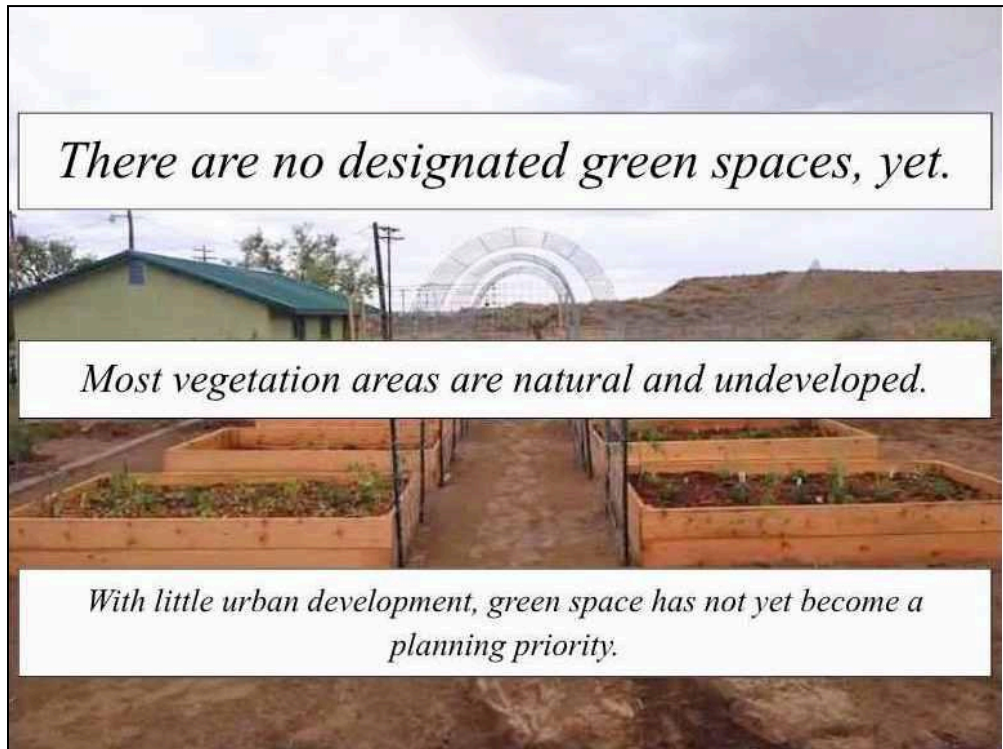 There are no designated green spaces, yet.
Most vegetation areas are natural and undeveloped.
With little urban development, green space has not yet become a
planning priority.